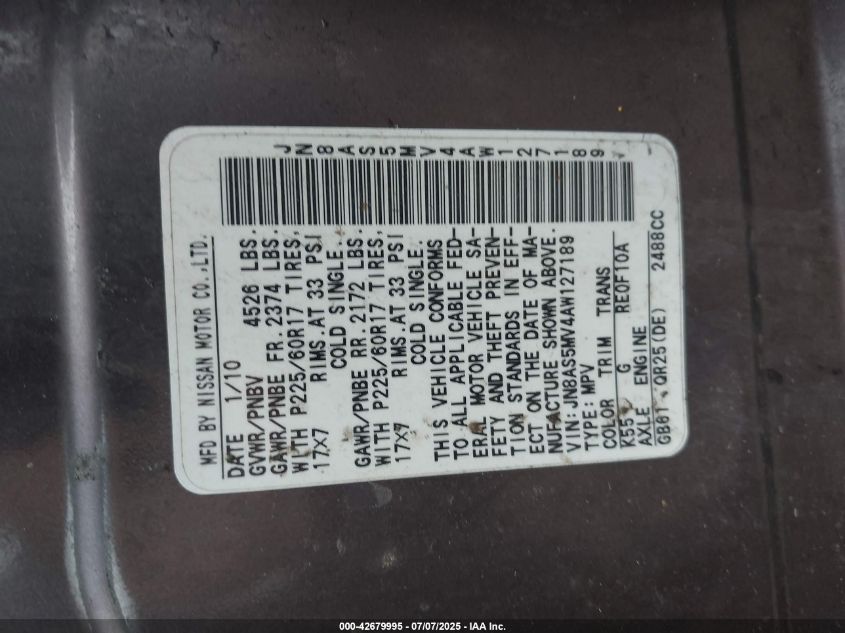 JN8AS5MV4AW127189
MFD BY NISSAN MOTOR CO.,LTD.
DATE 1/10
GVWR/PNBV 4526 LBS.
GAWR/PNBE FR. 2374 LBS.
WITH P225/60R17 TIRES,
17X7 RIMS.AT 33 PSI
COLD SINGLE.
GAWR/PNBE RR. 2172 LBS.
WITH P225/60R17 TIRES,
17X7 RIMS.AT 33 PSI
COLD SINGLE.
THIS VEHICLE CONFORMS
TO ALL APPLICABLE FED-
ERAL MOTOR VEHICLE SA-
FETY AND THEFT PREVEN-
TION STANDARDS IN EFF-
ECT ON THE DATE OF MA-
NUFACTURE SHOWN ABOVE.
VIN:JN8AS5MV4AW127189
TYPE: MPV
COLOR TRIM TRANS
K55 G RE0F10A
AXLE ENGINE
GB61 QR25(DE) 2488CC
000-42679995 - 07/07/2025 - IAA Inc.